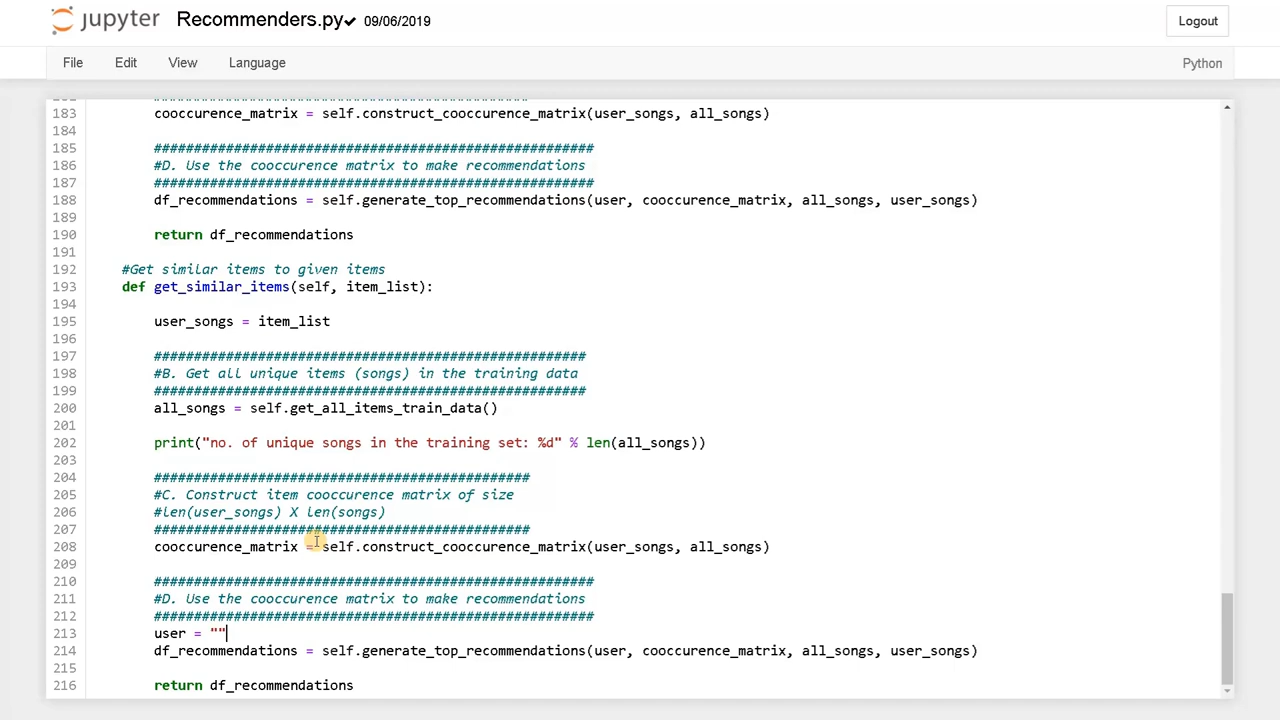 jupyter Recommenders.py✔ 09/06/2019
Logout
File Edit View Language
Python
183 cooccurence_matrix = self.construct_cooccurence_matrix(user_songs, all_songs)
184
185 #######################################################
186 #D. Use the cooccurence matrix to make recommendations
187 #######################################################
188 df_recommendations = self.generate_top_recommendations(user, cooccurence_matrix, all_songs, user_songs)
189
190 return df_recommendations
191
192 #Get similar items to given items
193 def get_similar_items(self, item_list):
194
195 user_songs = item_list
196
197 ######################################################
198 #B. Get all unique items (songs) in the training data
199 ######################################################
200 all_songs = self.get_all_items_train_data()
201
202 print("no. of unique songs in the training set: %d" % len(all_songs))
203
204 ###############################################
205 #C. Construct item cooccurence matrix of size
206 #len(user_songs) X len(songs)
207 ###############################################
208 cooccurence_matrix = self.construct_cooccurence_matrix(user_songs, all_songs)
209
210 #######################################################
211 #D. Use the cooccurence matrix to make recommendations
212 #######################################################
213 user = ""
214 df_recommendations = self.generate_top_recommendations(user, cooccurence_matrix, all_songs, user_songs)
215
216 return df_recommendations